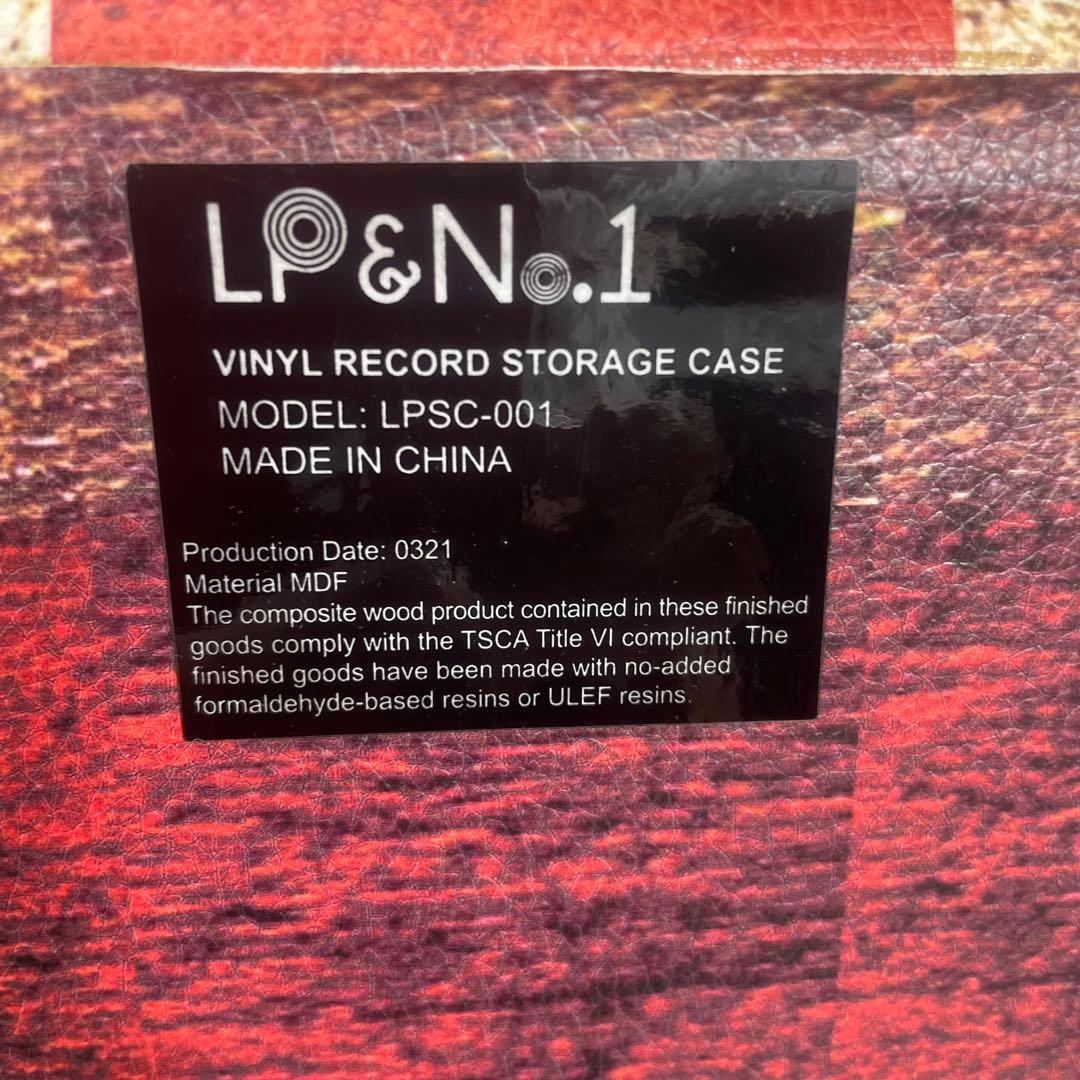 LP&No.1
VINYL RECORD STORAGE CASE
MODEL: LPSC-001
MADE IN CHINA
Production Date: 0321
Material MDF
The composite wood product contained in these finished
goods comply with the TSCA Title VI compliant. The
finished goods have been made with no-added
formaldehyde-based resins or ULEF resins.